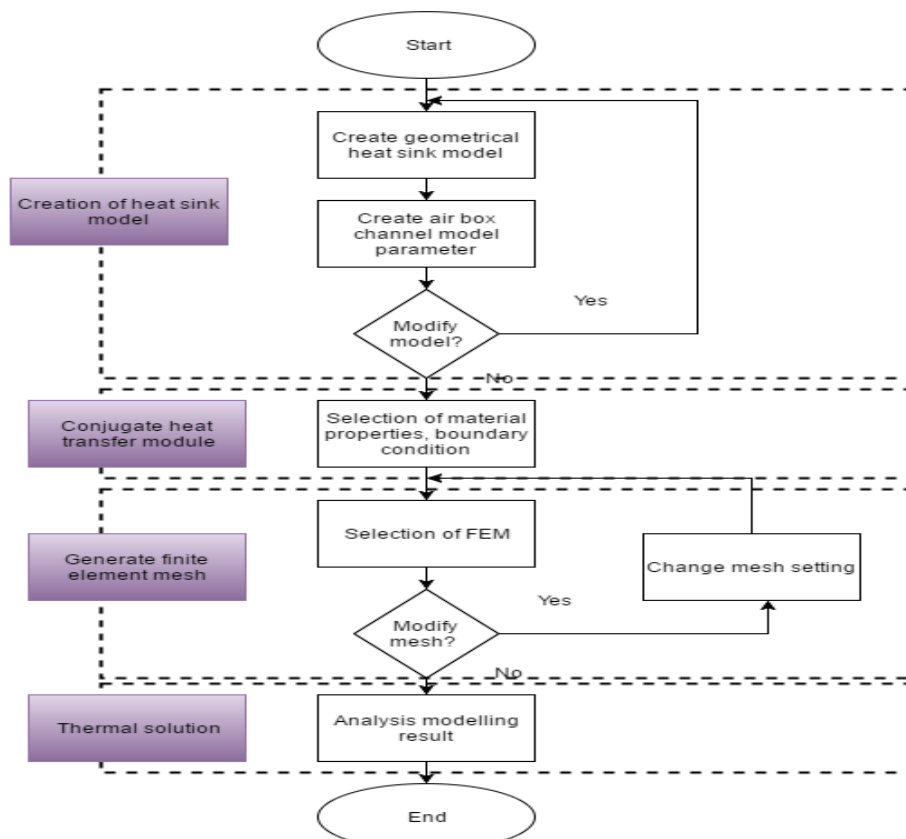 Start
Create geometrical
heat sink model
Creation of heat sink
model
Create air box
channel model
parameter
Yes
Modify
model?
No
Conjugate heat
transfer module
Selection of material
properties, boundary
condition
Generate finite
element mesh
Selection of FEM
Change mesh setting
Yes
Modify
mesh?
No
Thermal solution
Analysis modelling
result
End